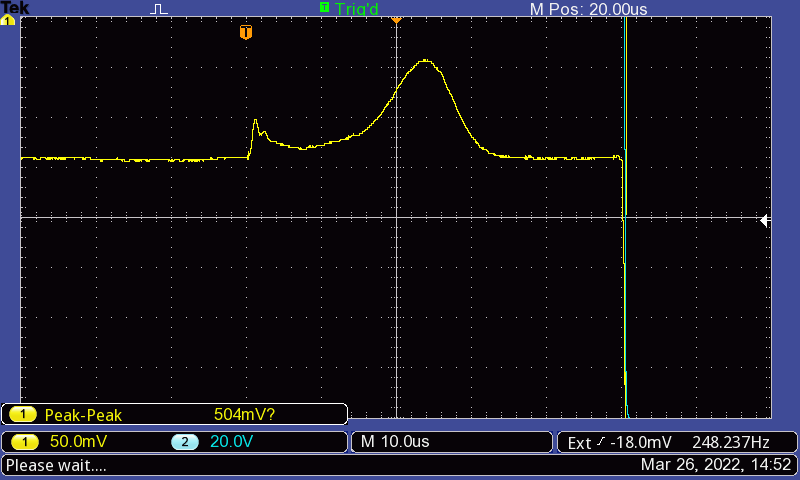 Tek
T Trig'd
M Pos: 20.00us
1
T
1 Peak-Peak 504mV?
1 50.0mV 2 20.0V M 10.0us Ext -18.0mV 248.237Hz
Please wait.... Mar 26, 2022, 14:52